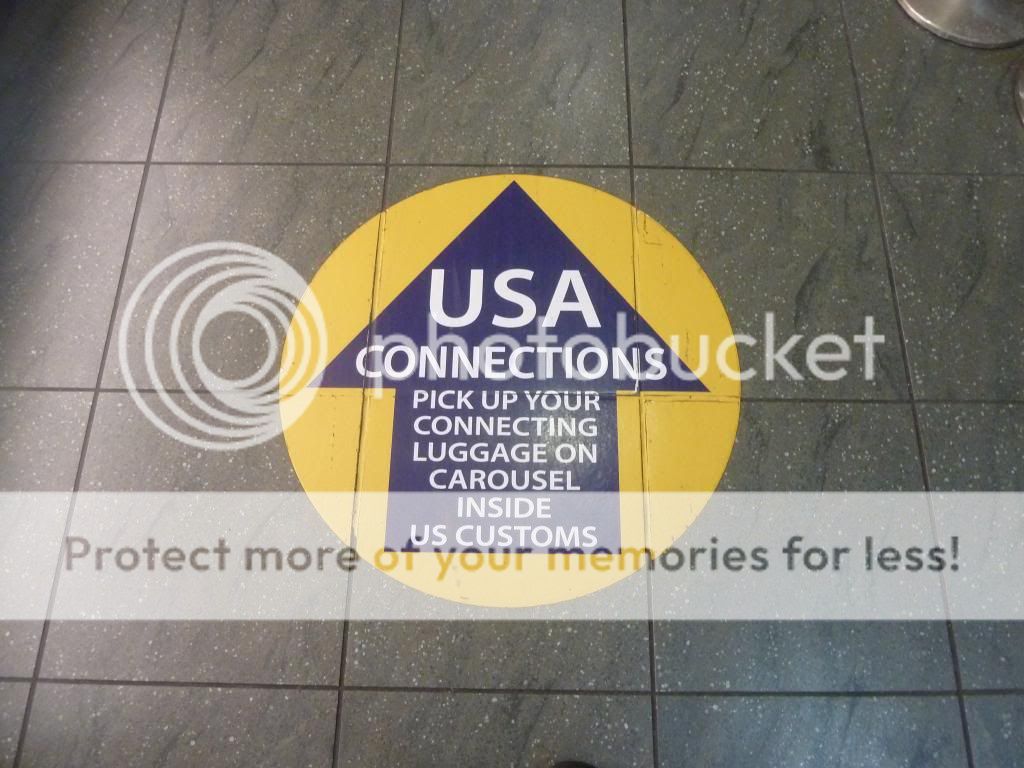 USA
CONNECTIONS
photobucket
PICK UP YOUR
CONNECTING
LUGGAGE ON
CAROUSEL
INSIDE
US CUSTOMS
Protect more of your memories for less!